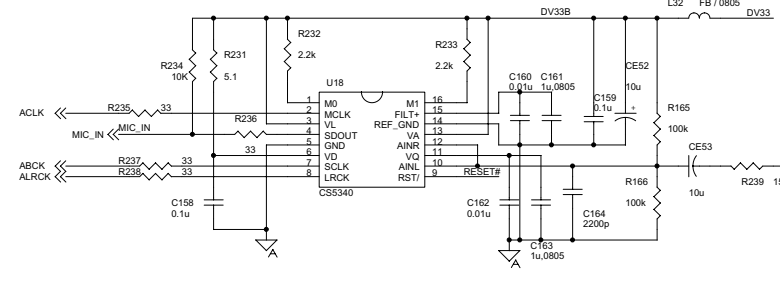 L32 FB / 0805
DV33B DV33
R232
2.2k
R233
2.2k
R234
10K
R231
5.1
CE52
10u
C160
0.01u
C161
1u,0805
C159
0.1u
U18
R165
100k
ACLK
R235 33
MIC_IN
MIC_IN
R236
33
1 M0 M1 16
2 MCLK FILT+ 15
3 VL REF_GND 14
4 SDOUT VA 13
5 GND AINR 12
6 VD VQ 11
7 SCLK AINL 10
8 LRCK RST/ 9
CS5340
RESET#
ABCK
R237 33
ALRCK
R238 33
CE53
10u
R239
R166
100k
C158
0.1u
C162
0.01u
C164
2200p
C163
1u,0805
A
A